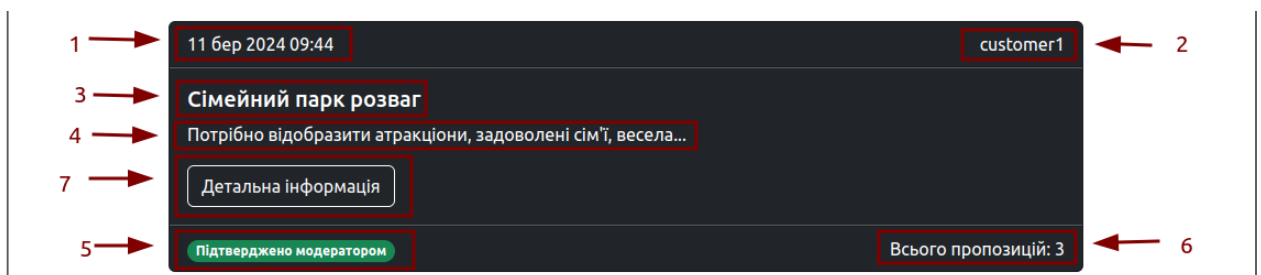 1 11 бер 2024 09:44 customer1 2
3 Сімейний парк розваг
4 Потрібно відобразити атракціони, задоволені сім'ї, весела...
7 Детальна інформація
5 Підтверджено модератором Всього пропозицій: 3 6